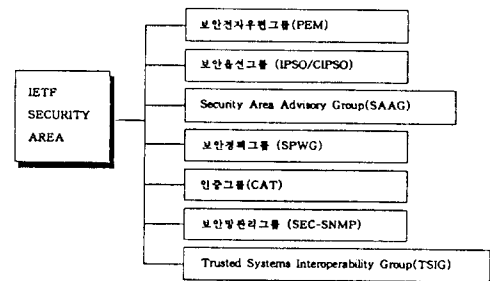 IETF
SECURITY
AREA
보안전자우편그룹(PEM)
보안옵션그룹 (IPSO/CIPSO)
Security Area Advisory Group(SAAG)
보안정책그룹 (SPWG)
인증그룹(CAT)
보안망관리그룹 (SEC-SNMP)
Trusted Systems Interoperability Group(TSIG)